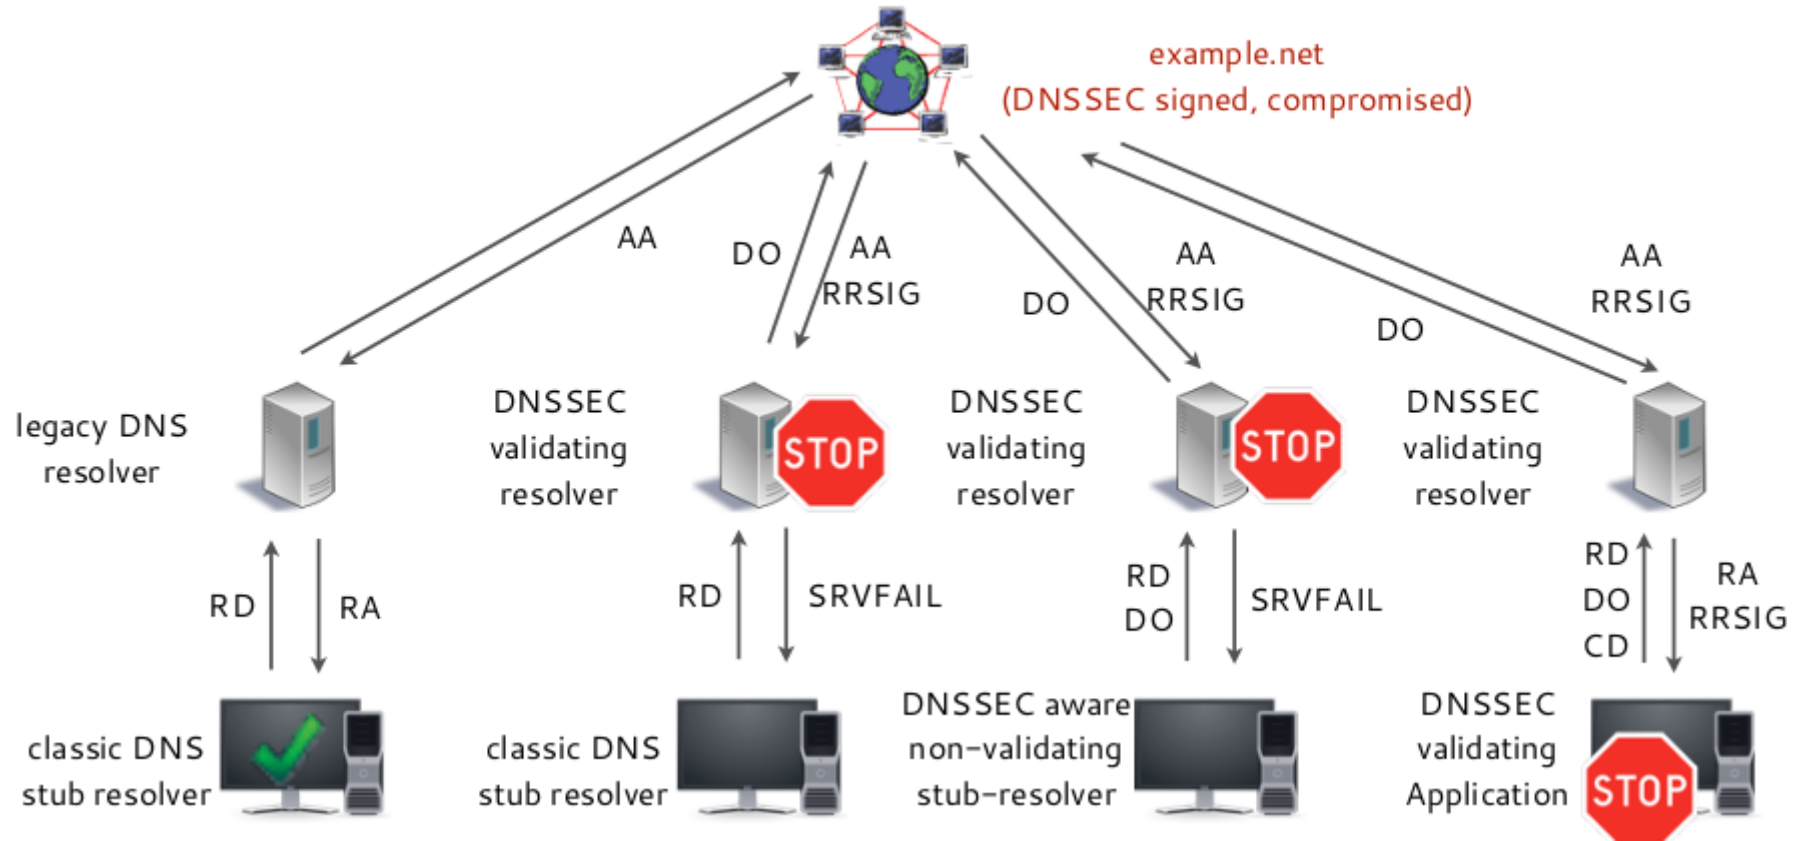 example.net
(DNSSEC signed, compromised)
AA
DO
AA
RRSIG
DO
AA
RRSIG
DO
AA
RRSIG
legacy DNS
resolver
DNSSEC
validating
resolver
STOP
DNSSEC
validating
resolver
STOP
DNSSEC
validating
resolver
RD
RA
RD
SRVFAIL
RD
DO
SRVFAIL
RD
DO
CD
RA
RRSIG
classic DNS
stub resolver
classic DNS
stub resolver
DNSSEC aware
non-validating
stub-resolver
DNSSEC
validating
Application
STOP